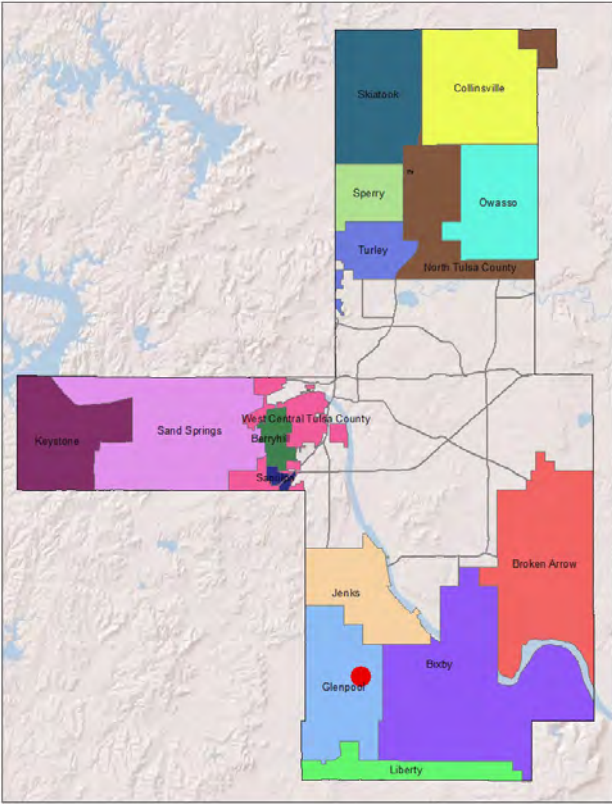 Skiatook
Collinsville
Sperry
Owasso
Turley
North Tulsa County
West Central Tulsa County
Sand Springs
Berryhill
Keystone
Broken Arrow
Jenks
Bixby
Glenpool
Liberty